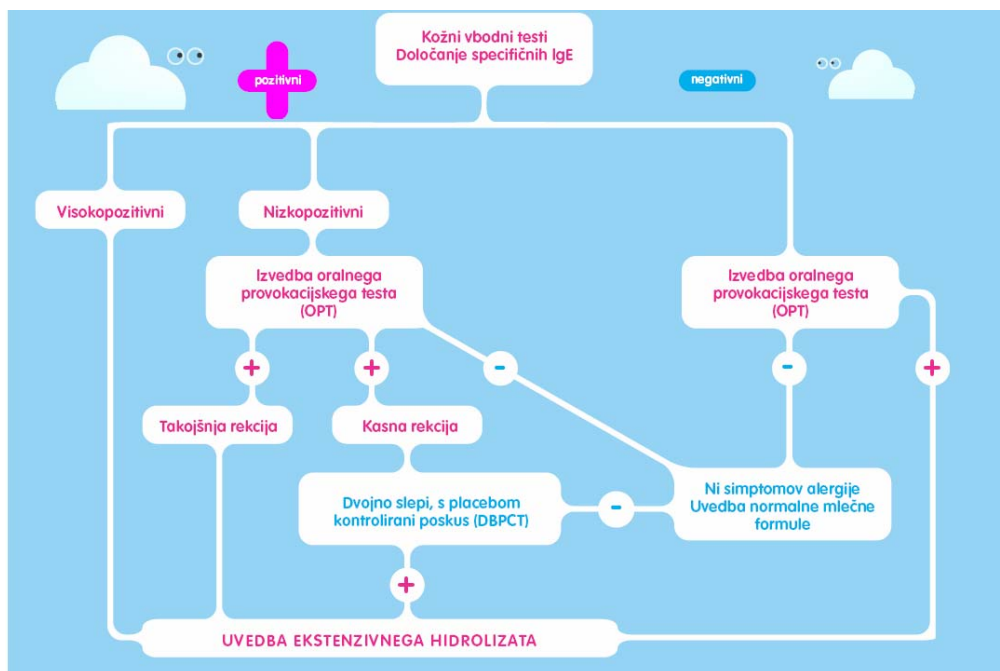 Kožni vbodni testi
Določanje specifičnih IgE
pozitivni
negativni
Visokopozitivni
Nizkopozitivni
Izvedba oralnega
provokacijskega testa
(OPT)
Izvedba oralnega
provokacijskega testa
(OPT)
+
+
-
-
+
Takojšnja rekcija
Kasna rekcija
Dvojno slepi, s placebom
kontrolirani poskus (DBPCT)
-
Ni simptomov alergije
Uvedba normalne mlečne
formule
+
UVEDBA EKSTENZIVNEGA HIDROLIZATA